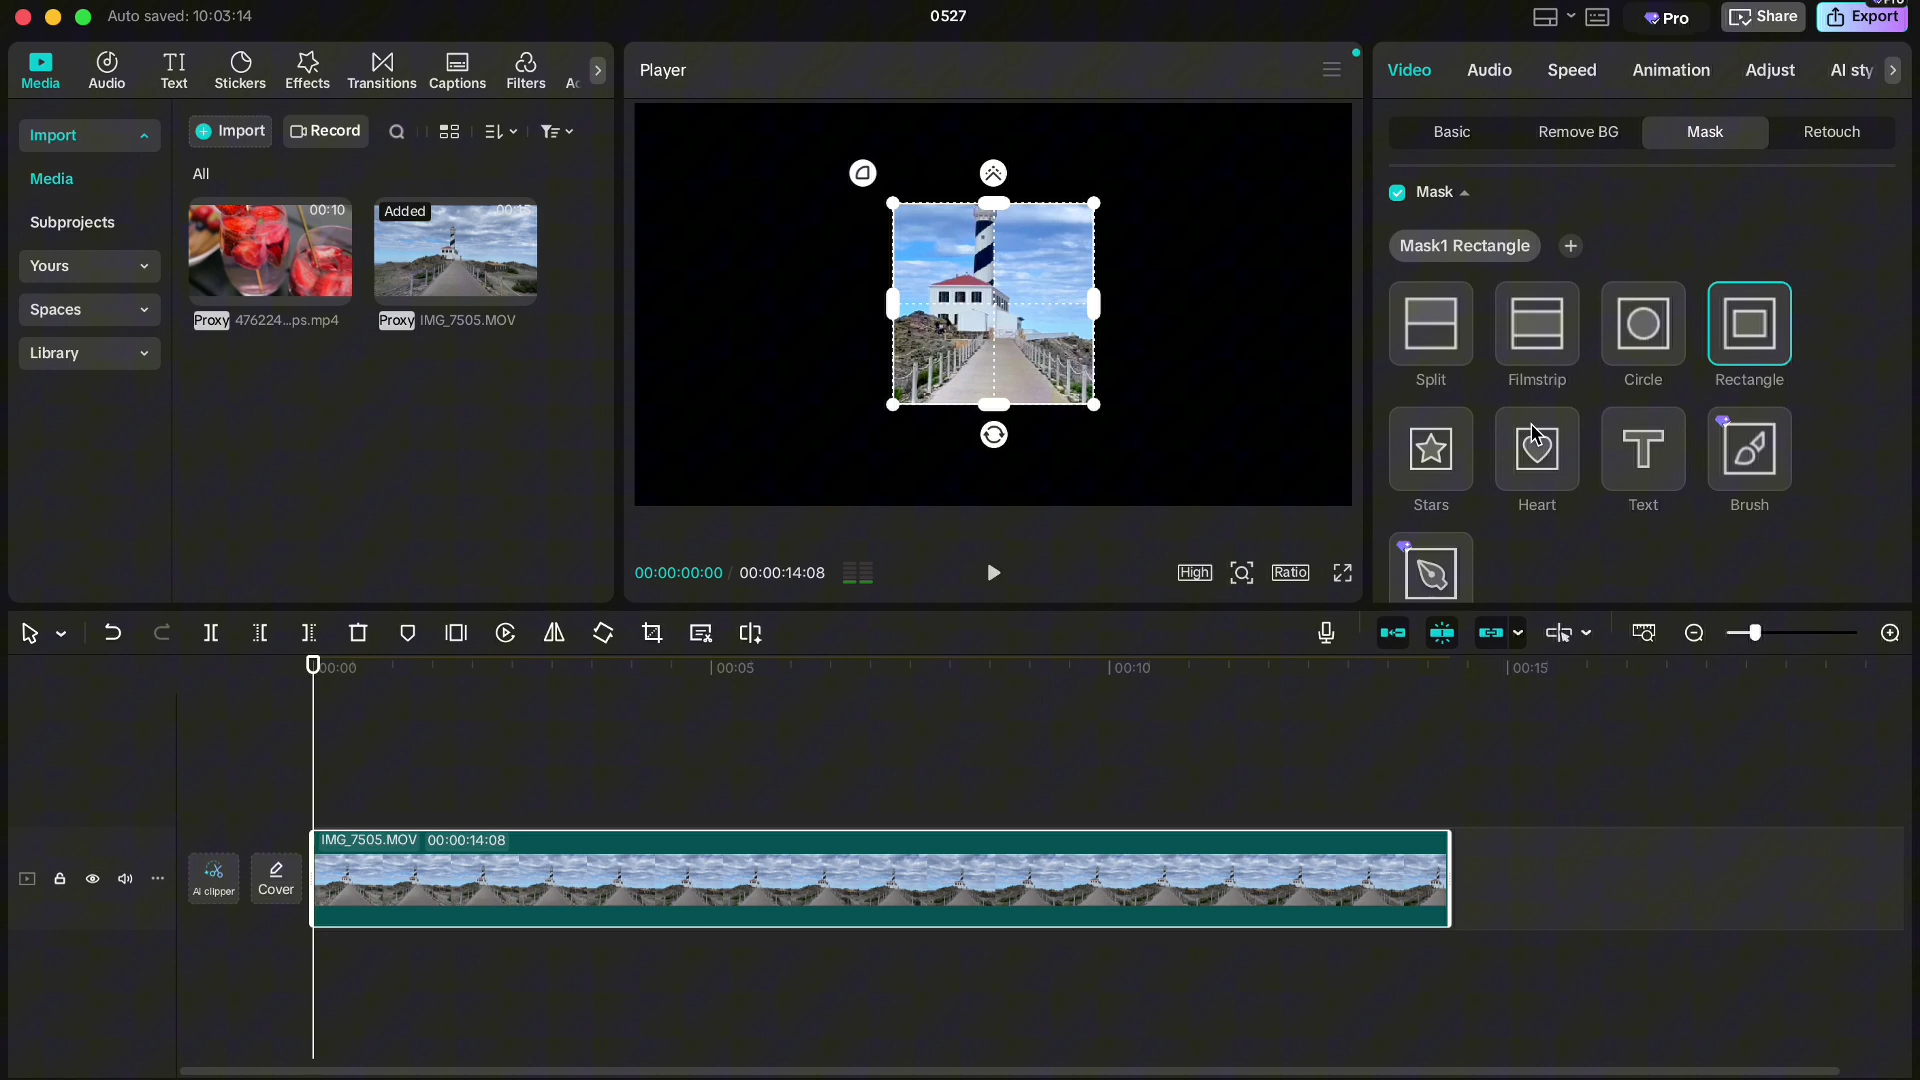 Auto saved: 10:03:14
0527
Pro
Share
Export
Media
Audio
Text
Stickers
Effects
Transitions
Captions
Filters
Import
Media
Subprojects
Yours
Spaces
Library
Import
Record
All
00:10
Added
00:15
Proxy 476224...ps.mp4
Proxy IMG_7505.MOV
Player
00:00:00:00 / 00:00:14:08
High
Ratio
Video
Audio
Speed
Animation
Adjust
AI sty
Basic
Remove BG
Mask
Retouch
Mask
Mask1 Rectangle
Split
Filmstrip
Circle
Rectangle
Stars
Heart
Text
Brush
00:00
00:05
00:10
00:15
AI clipper
Cover
IMG_7505.MOV 00:00:14:08